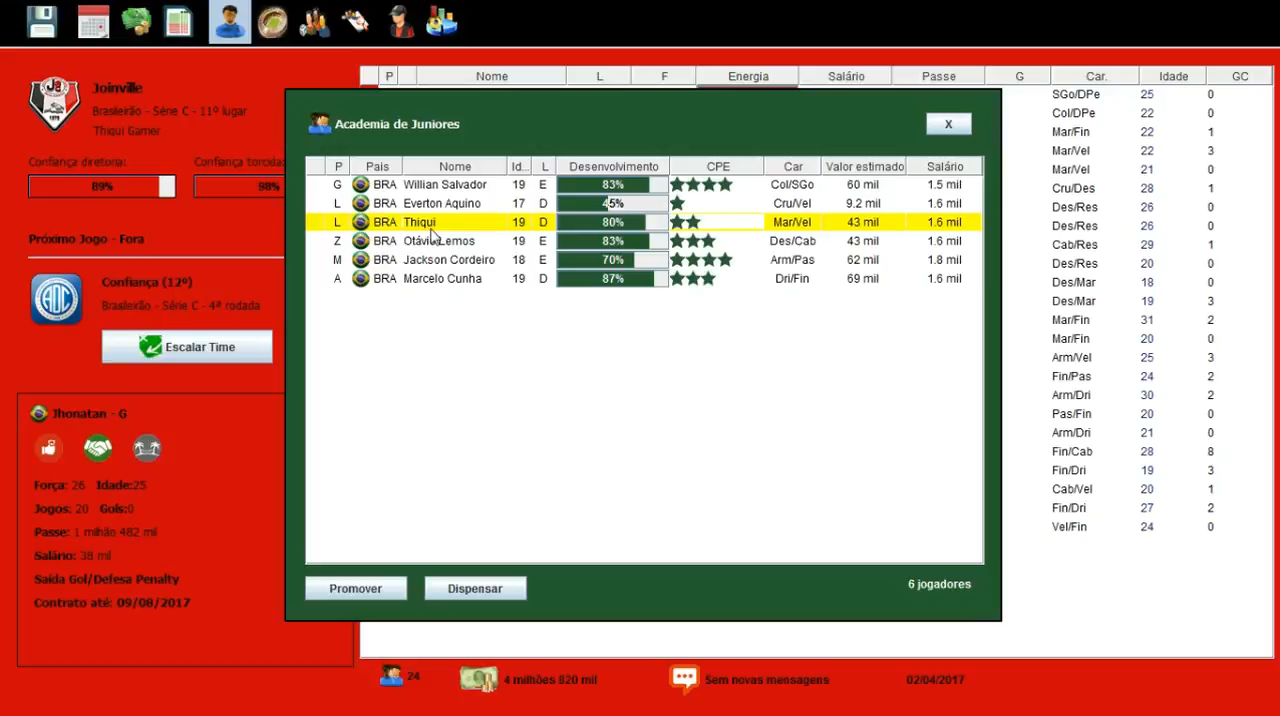 P Nome L F Energia Salário Passe G Car. Idade GC
Joinville
Brasileirão - Série C - 11º lugar
Thiqui Gamer
Confiança diretoria: Confiança torcida:
89% 98%
Próximo Jogo - Fora
Confiança (12º)
Brasileirão - Série C - 4ª rodada
Escalar Time
Jhonatan - G
Força: 26 Idade:25
Jogos: 20 Gols:0
Passe: 1 milhão 482 mil
Salário: 38 mil
Saída Gol/Defesa Penalty
Contrato até: 09/08/2017
Academia de Juniores X
P Pais Nome Id... L Desenvolvimento CPE Car Valor estimado Salário
G BRA Willian Salvador 19 E 83% Col/SGo 60 mil 1.5 mil
L BRA Everton Aquino 17 D 45% Cru/Vel 9.2 mil 1.6 mil
L BRA Thiqui 19 D 80% Mar/Vel 43 mil 1.6 mil
Z BRA Otávio Lemos 19 E 83% Des/Cab 43 mil 1.6 mil
M BRA Jackson Cordeiro 18 E 70% Arm/Pas 62 mil 1.8 mil
A BRA Marcelo Cunha 19 D 87% Dri/Fin 69 mil 1.6 mil
Promover Dispensar 6 jogadores
SGo/DPe 25 0
Col/DPe 22 0
Mar/Fin 22 1
Mar/Vel 22 3
Mar/Vel 21 0
Cru/Des 28 1
Des/Res 26 0
Des/Res 26 0
Cab/Res 29 1
Des/Res 20 0
Des/Mar 18 0
Des/Mar 19 3
Mar/Fin 31 2
Mar/Fin 20 0
Arm/Vel 25 3
Fin/Pas 24 2
Arm/Dri 30 2
Pas/Fin 20 0
Arm/Dri 21 0
Fin/Cab 28 8
Fin/Dri 19 3
Cab/Vel 20 1
Fin/Dri 27 2
Vel/Fin 24 0
24 4 milhões 820 mil Sem novas mensagens 02/04/2017